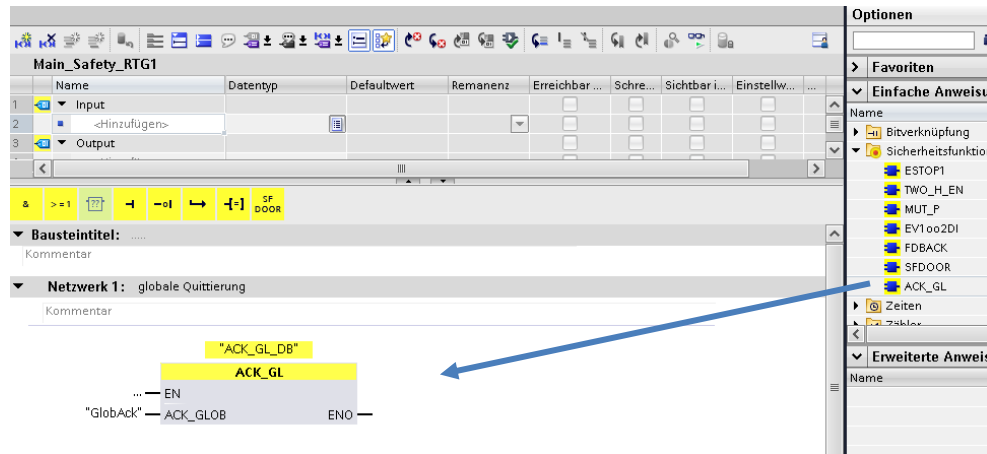 Main_Safety_RTG1
Name Datentyp Defaultwert Remanenz Erreichbar ... Schre... Sichtbar i... Einstellw... ...
1 Input
2 <Hinzufügen>
3 Output
& >=1 [??] ⊣ -oI ↦ -[=] SF DOOR
Bausteintitel: .....
Kommentar
Netzwerk 1: globale Quittierung
Kommentar
"ACK_GL_DB"
ACK_GL
... EN
"GlobAck" ACK_GLOB ENO
Optionen
Favoriten
Einfache Anweisu
Name
Bitverknüpfung
Sicherheitsfunktio
ESTOP1
TWO_H_EN
MUT_P
EV1oo2DI
FDBACK
SFDOOR
ACK_GL
Zeiten
Zähler
Erweiterte Anweis
Name